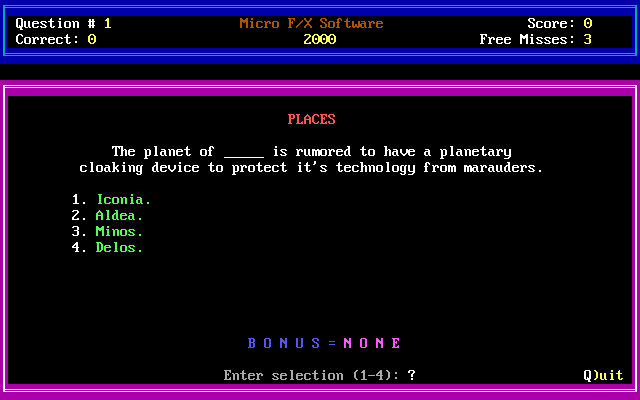 Question # 1 Micro F/X Software Score: 0
Correct: 0 2000 Free Misses: 3
PLACES
The planet of _____ is rumored to have a planetary
cloaking device to protect it's technology from marauders.
1. Iconia.
2. Aldea.
3. Minos.
4. Delos.
B O N U S = N O N E
Enter selection (1-4): ? Q)uit